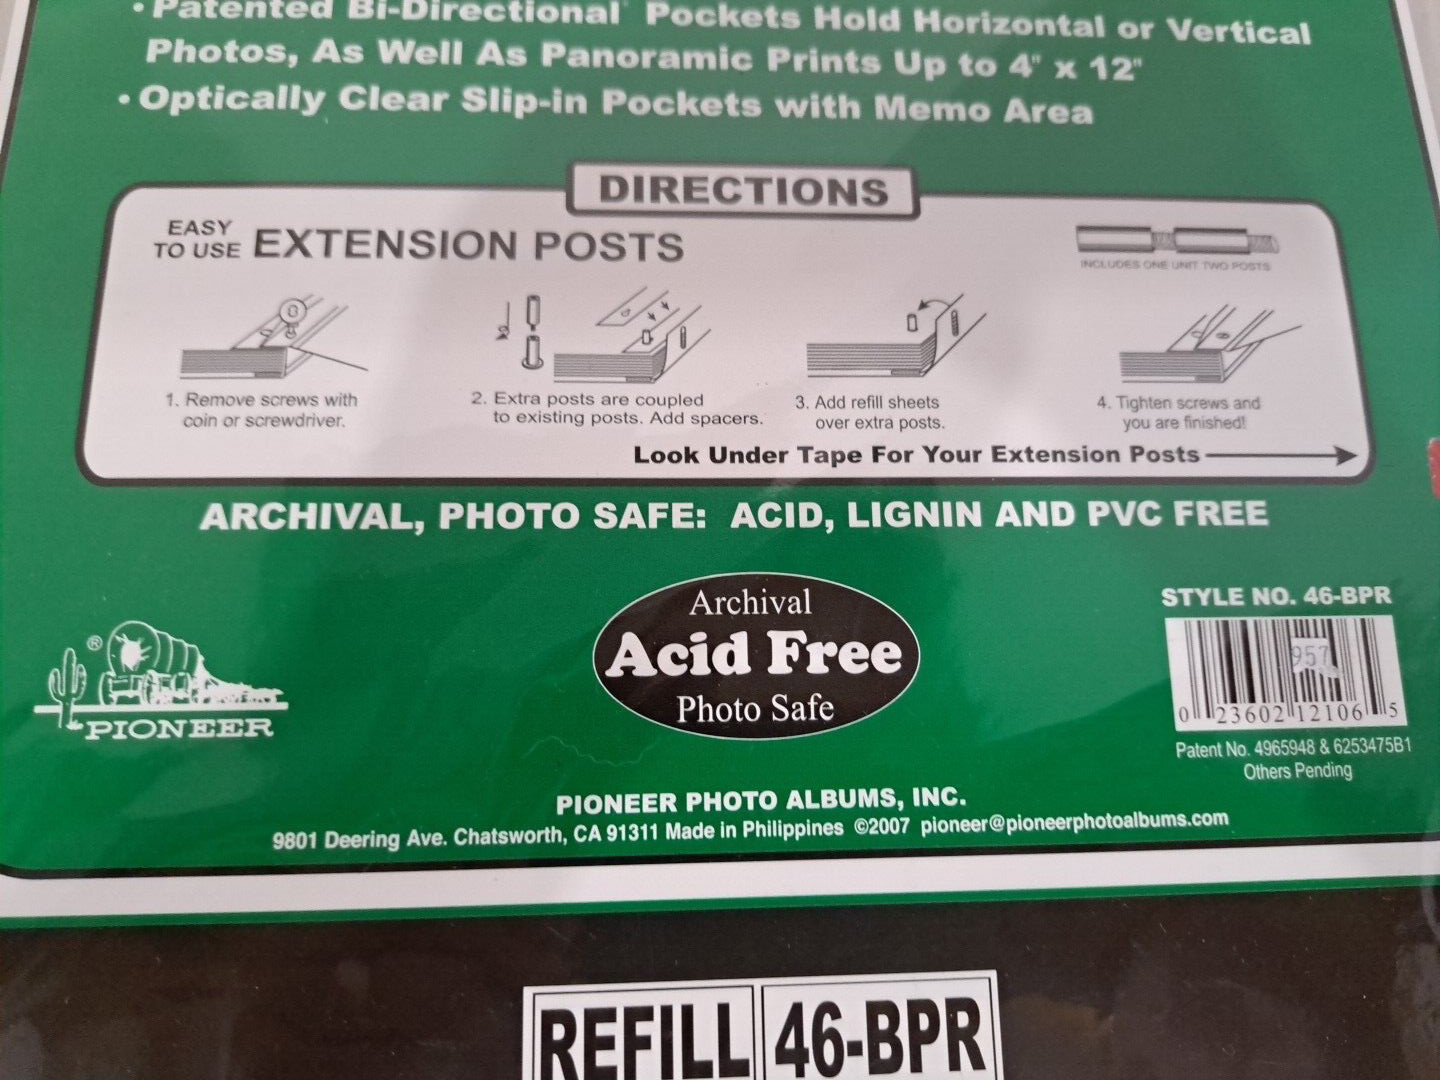 • Patented Bi-Directional Pockets Hold Horizontal or Vertical
Photos, As Well As Panoramic Prints Up to 4" x 12"
• Optically Clear Slip-in Pockets with Memo Area
DIRECTIONS
EASY
TO USE EXTENSION POSTS
INCLUDES ONE UNIT TWO POSTS
1. Remove screws with
coin or screwdriver.
2. Extra posts are coupled
to existing posts. Add spacers.
3. Add refill sheets
over extra posts.
4. Tighten screws and
you are finished!
Look Under Tape For Your Extension Posts
ARCHIVAL, PHOTO SAFE: ACID, LIGNIN AND PVC FREE
Archival
Acid Free
Photo Safe
®
PIONEER
STYLE NO. 46-BPR
957
0 23602 12106 5
Patent No. 4965948 & 6253475B1
Others Pending
PIONEER PHOTO ALBUMS, INC.
9801 Deering Ave. Chatsworth, CA 91311 Made in Philippines ©2007 pioneer@pioneerphotoalbums.com
REFILL 46-BPR